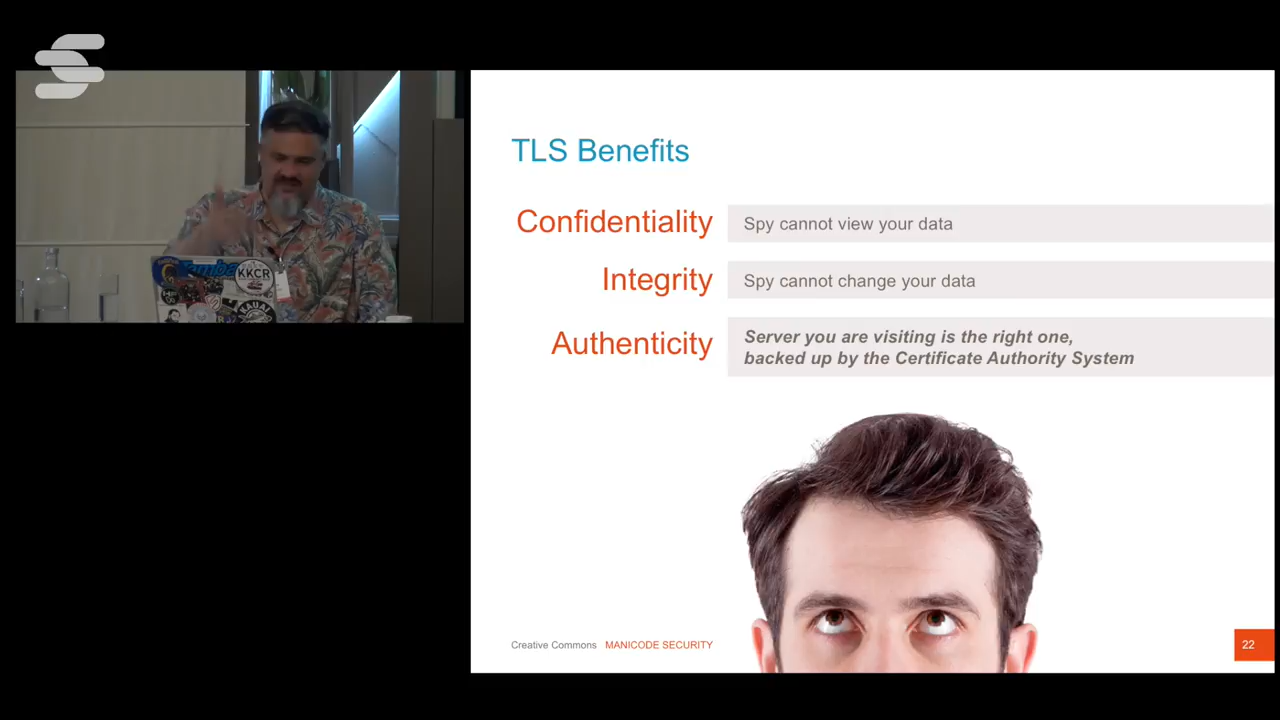 TLS Benefits
Confidentiality
Spy cannot view your data
Integrity
Spy cannot change your data
Authenticity
Server you are visiting is the right one,
backed up by the Certificate Authority System
KKCR
KAUAI
Creative Commons MANICODE SECURITY
22